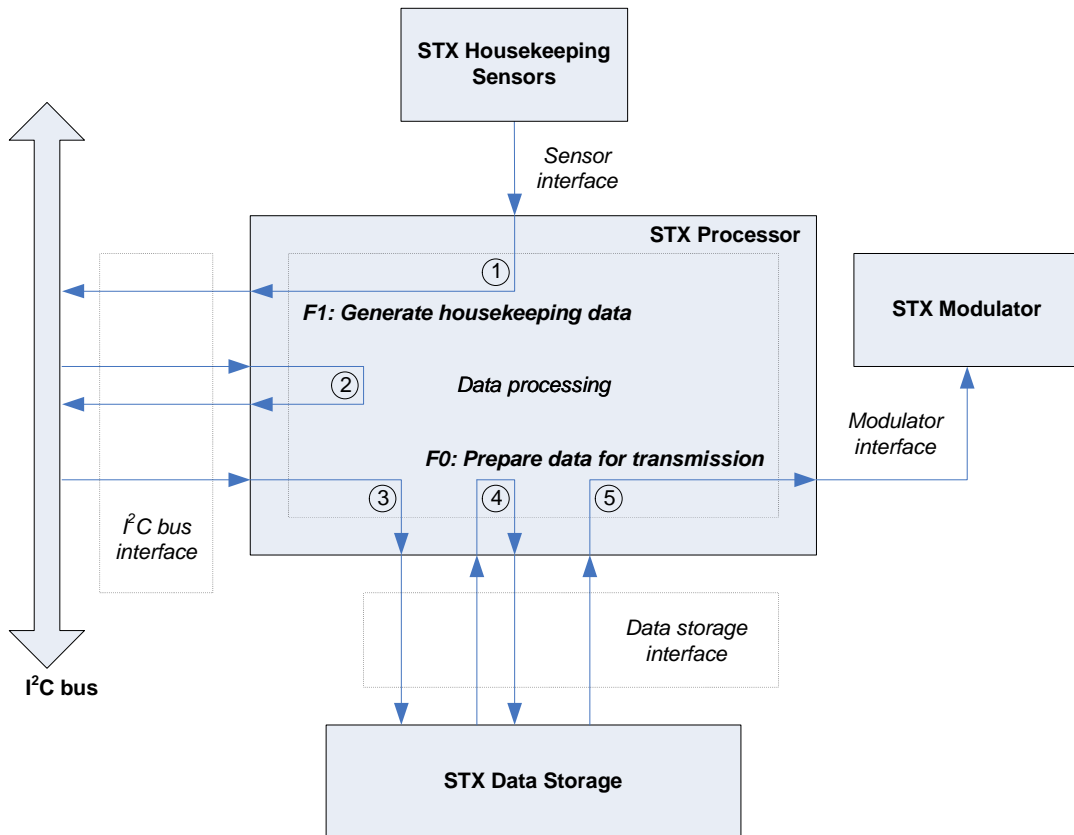 STX Housekeeping
Sensors
Sensor
interface
STX Processor
1
F1: Generate housekeeping data
STX Modulator
2
Data processing
Modulator
interface
F0: Prepare data for transmission
3
4
5
I²C bus
interface
Data storage
interface
I²C bus
STX Data Storage